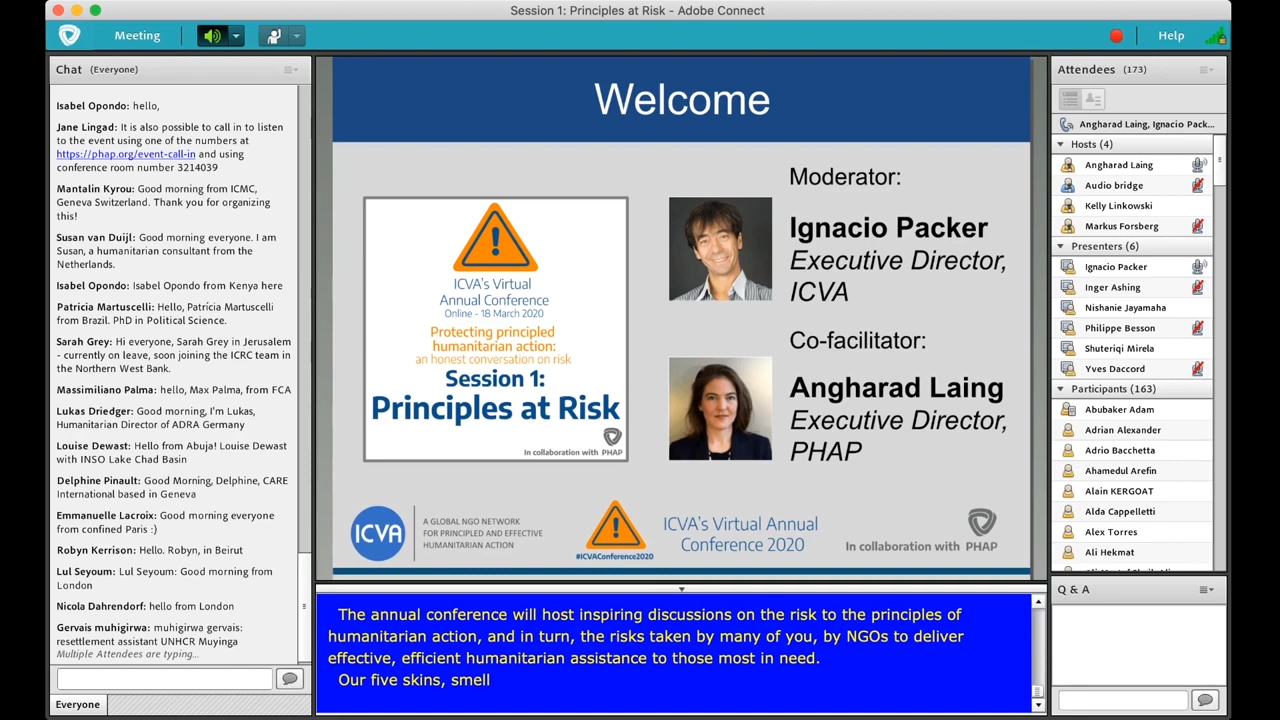 Session 1: Principles at Risk - Adobe Connect
Meeting
Help
Chat (Everyone)
Isabel Opondo: hello,
Jane Lingad: It is also possible to call in to listen
to the event using one of the numbers at
https://phap.org/event-call-in and using
conference room number 3214039
Mantalin Kyrou: Good morning from ICMC,
Geneva Switzerland. Thank you for organizing
this!
Susan van Duijl: Good morning everyone. I am
Susan, a humanitarian consultant from the
Netherlands.
Isabel Opondo: Isabel Opondo from Kenya here
Patricia Martuscelli: Hello, Patrícia Martuscelli
from Brazil. PhD in Political Science.
Sarah Grey: Hi everyone, Sarah Grey in Jerusalem
- currently on leave, soon joining the ICRC team in
the Northern West Bank.
Massimiliano Palma: hello, Max Palma, from FCA
Lukas Driedger: Good morning, I'm Lukas,
Humanitarian Director of ADRA Germany
Louise Dewast: Hello from Abuja! Louise Dewast
with INSO Lake Chad Basin
Delphine Pinault: Good Morning, Delphine, CARE
International based in Geneva
Emmanuelle Lacroix: Good morning everyone
from confined Paris :)
Robyn Kerrison: Hello. Robyn, in Beirut
Lul Seyoum: Lul Seyoum: Good morning from
London
Nicola Dahrendorf: hello from London
Gervais muhigirwa: muhigirwa gervais:
resettlement assistant UNHCR Muyinga
Multiple Attendees are typing...
Everyone
Welcome
ICVA's Virtual
Annual Conference
Online - 18 March 2020
Protecting principled
humanitarian action:
an honest conversation on risk
Session 1:
Principles at Risk
In collaboration with PHAP
Moderator:
Ignacio Packer
Executive Director,
ICVA
Co-facilitator:
Angharad Laing
Executive Director,
PHAP
ICVA
A GLOBAL NGO NETWORK
FOR PRINCIPLED AND EFFECTIVE
HUMANITARIAN ACTION
#ICVAConference2020
ICVA's Virtual Annual
Conference 2020
In collaboration with PHAP
The annual conference will host inspiring discussions on the risk to the principles of
humanitarian action, and in turn, the risks taken by many of you, by NGOs to deliver
effective, efficient humanitarian assistance to those most in need.
Our five skins, smell
Attendees (173)
Angharad Laing, Ignacio Pack...
Hosts (4)
Angharad Laing
Audio bridge
Kelly Linkowski
Markus Forsberg
Presenters (6)
Ignacio Packer
Inger Ashing
Nishanie Jayamaha
Philippe Besson
Shuteriqi Mirela
Yves Daccord
Participants (163)
Abubaker Adam
Adrian Alexander
Adrio Bacchetta
Ahamedul Arefin
Alain KERGOAT
Alda Cappelletti
Alex Torres
Ali Hekmat
Q & A